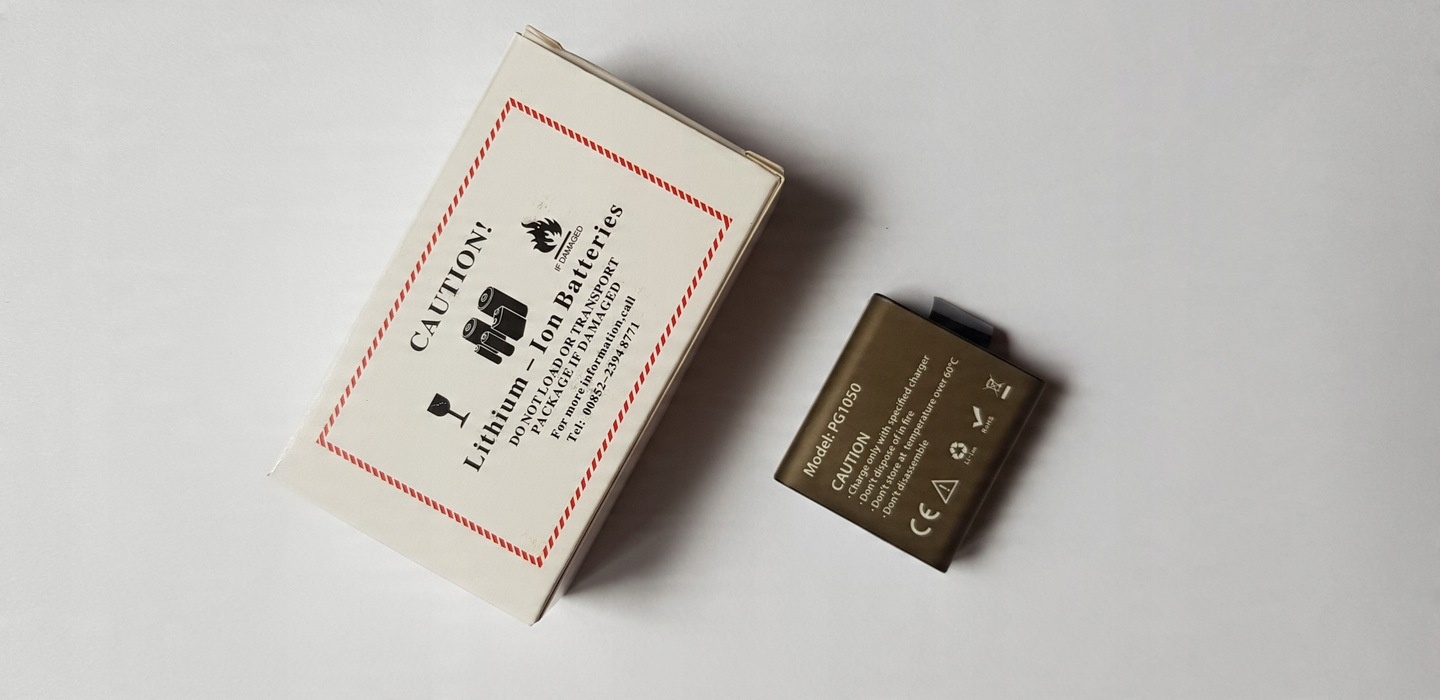 CAUTION!
IF DAMAGED
Lithium – Ion Batteries
DO NOT LOAD OR TRANSPORT
PACKAGE IF DAMAGED
For more information,call
Tel: 00852–23948771
Model: PG1050
CAUTION
·Charge only with specified charger
·Don't dispose of in fire
·Don't store at temperature over 60°C
·Don't disassemble
CE
Li-ion
RoHS